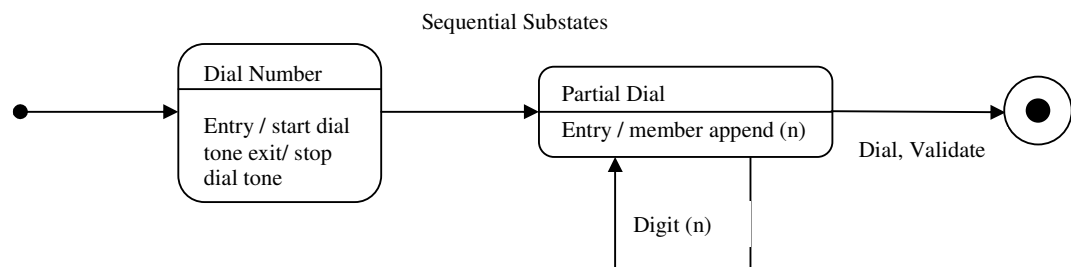 Sequential Substates
Dial Number
Entry / start dial
tone exit/ stop
dial tone
Partial Dial
Entry / member append (n)
Dial, Validate
Digit (n)